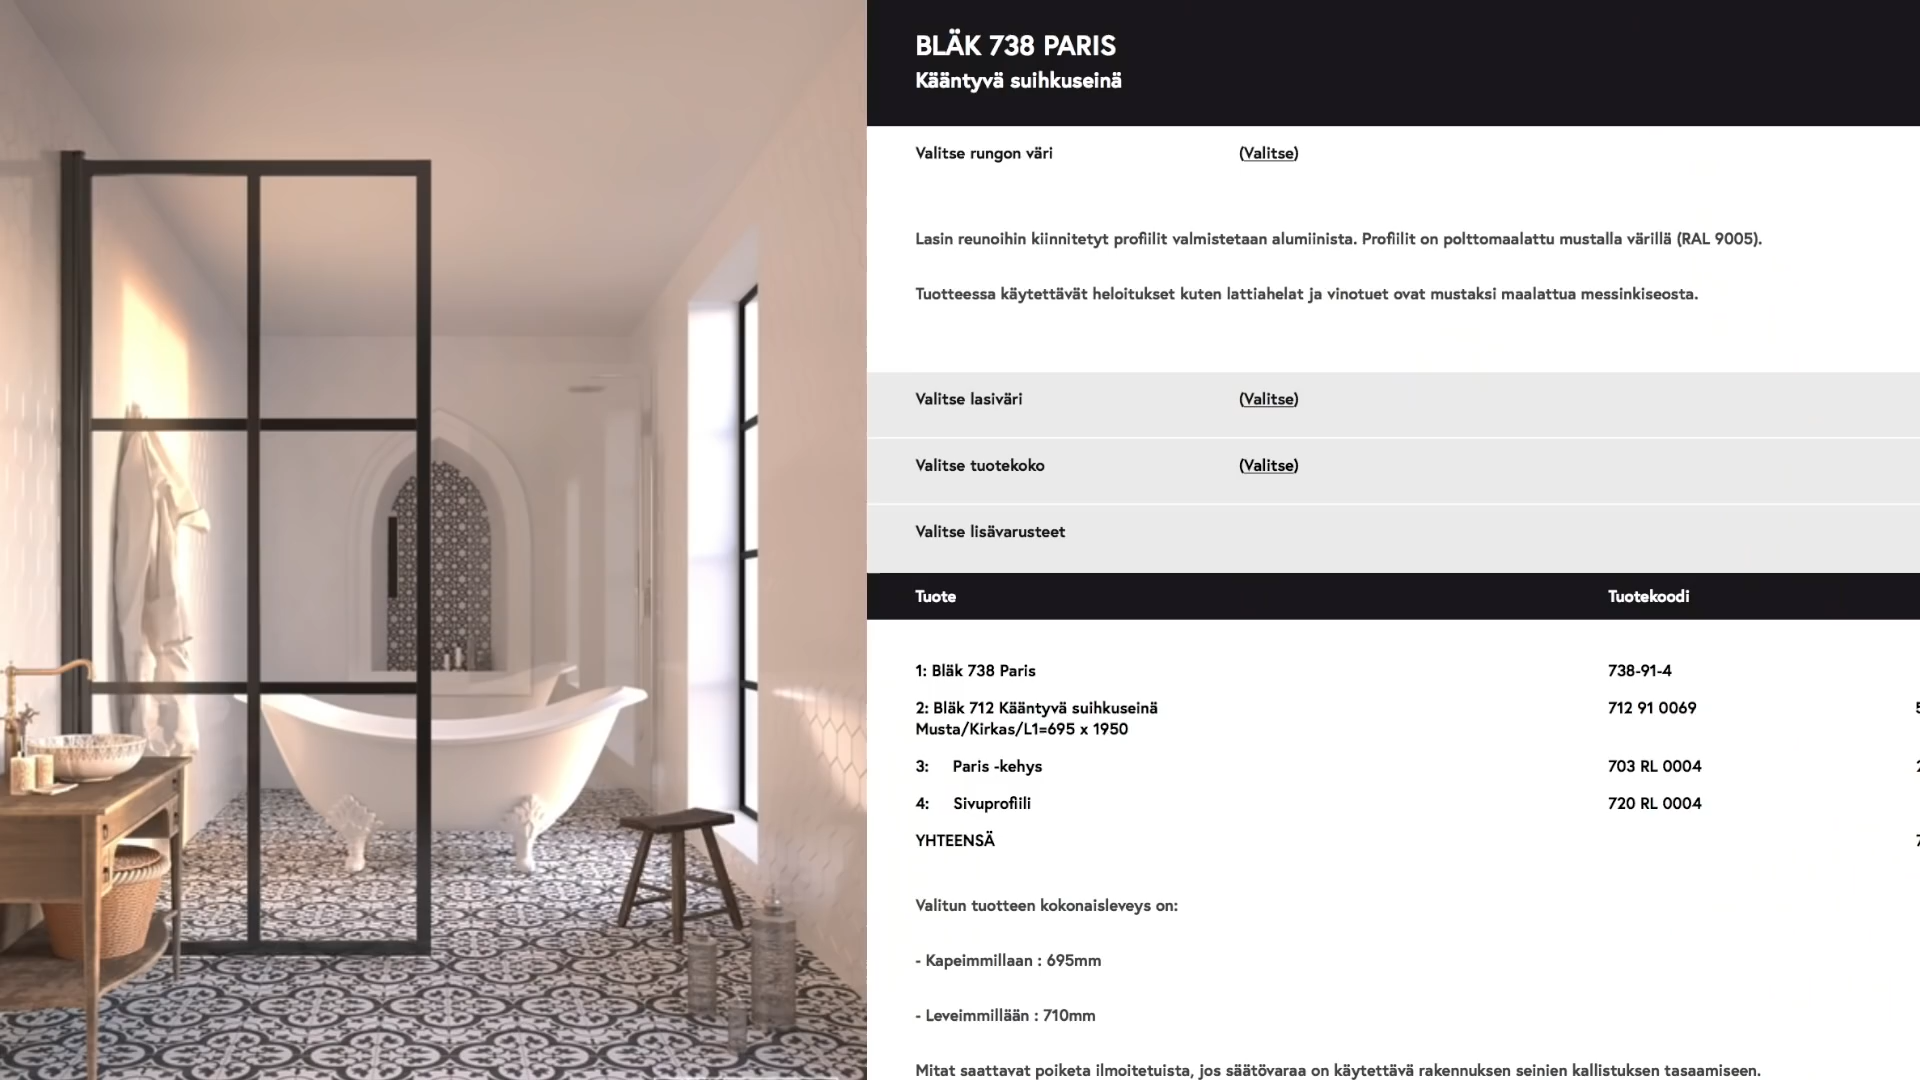 BLÄK 738 PARIS
Kääntyvä suihkuseinä
Valitse rungon väri (Valitse)
Lasin reunoihin kiinnitetyt profiilit valmistetaan alumiinista. Profiilit on polttomaalattu mustalla värillä (RAL 9005).
Tuotteessa käytettävät heloitukset kuten lattiahelat ja vinotuet ovat mustaksi maalattua messinkiseosta.
Valitse lasiväri (Valitse)
Valitse tuotekoko (Valitse)
Valitse lisävarusteet
Tuote Tuotekoodi
1: Bläk 738 Paris 738-91-4
2: Bläk 712 Kääntyvä suihkuseinä 712 91 0069
Musta/Kirkas/L1=695 x 1950
3: Paris -kehys 703 RL 0004
4: Sivuprofiili 720 RL 0004
YHTEENSÄ
Valitun tuotteen kokonaisleveys on:
- Kapeimmillaan : 695mm
- Leveimmillään : 710mm
Mitat saattavat poiketa ilmoitetuista, jos säätövaraa on käytettävä rakennuksen seinien kallistuksen tasaamiseen.